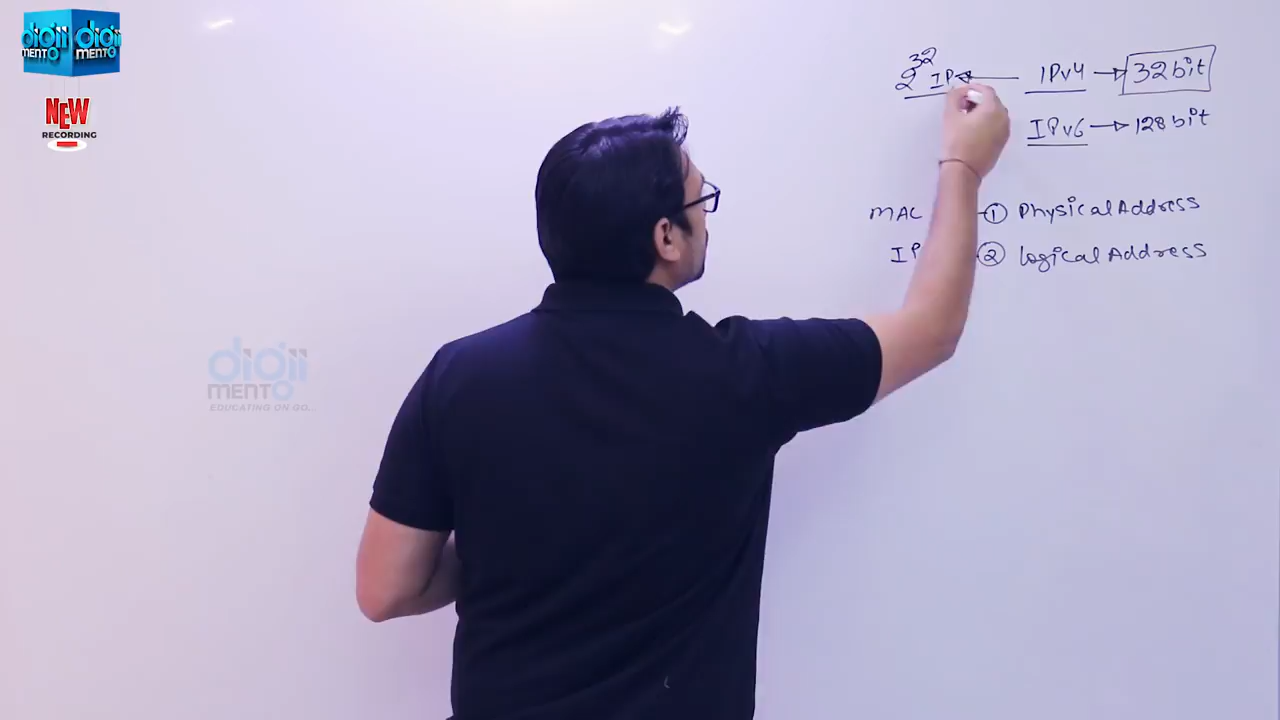 digii digii
MENTO MENTO
NEW
RECORDING
2^32 IP ← IPv4 → 32 bit
IPv6 → 128 bit
MAC ① Physical Address
IP ② Logical Address
digii
MENTO
EDUCATING ON GO...